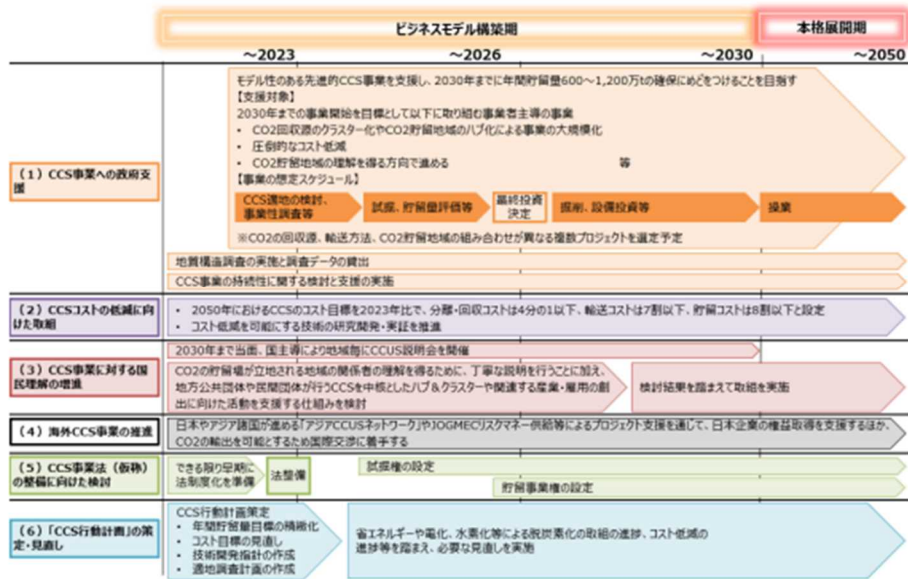 ビジネスモデル構築期
本格展開期
～2023
～2026
～2030
～2050
（1）CCS事業への政府支
援
モデル性のある先進的CCS事業を支援し、2030年までに年間貯留量600～1,200万tの確保にめどをつけることを目指す
【支援対象】
2030年までの事業開始を目標として以下に取り組む事業者主導の事業
• CO2回収源のクラスター化やCO2貯留地域のハブ化による事業の大規模化
• 圧倒的なコスト低減
• CO2貯留地域の理解を得る方向で進める 等
【事業の想定スケジュール】
CCS適地の検討、
事業性調査等
試掘、貯留量評価等
最終投資
決定
掘削、設備投資等
操業
※CO2の回収源、輸送方法、CO2貯留地域の組み合わせが異なる複数プロジェクトを選定予定
地質構造調査の実施と調査データの貸出
CCS事業の持続性に関する検討と支援の実施
（2）CCSコストの低減に向
けた取組
• 2050年におけるCCSのコスト目標を2023年比で、分離・回収コストは4分の1以下、輸送コストは7割以下、貯留コストは8割以下と設定
• コスト低減を可能にする技術の研究開発・実証を推進
（3）CCS事業に対する国
民理解の増進
2030年まで当面、国主導により地域毎にCCUS説明会を開催
CO2の貯留場が立地される地域の関係者の理解を得るために、丁寧な説明を行うことに加え、
地方公共団体や民間団体が行うCCSを中核としたハブ&クラスターや関連する産業・雇用の創
出に向けた活動を支援する仕組みを検討
検討結果を踏まえて取組を実施
（4）海外CCS事業の推進
日本やアジア諸国が進める「アジアCCUSネットワーク」やJOGMECリスクマネー供給等によるプロジェクト支援を通して、日本企業の権益取得を支援するほか、
CO2の輸出を可能とするため国際交渉に着手する
（5）CCS事業法（仮称）
の整備に向けた検討
できる限り早期に
法制度化を準備
法整備
試掘権の設定
貯留事業権の設定
（6）「CCS行動計画」の策
定・見直し
CCS行動計画策定
• 年間貯留量目標の精緻化
• コスト目標の見直し
• 技術開発指針の作成
• 適地調査計画の作成
省エネルギーや電化、水素化等による脱炭素化の取組の進捗、コスト低減の
進捗等を踏まえ、必要な見直しを実施